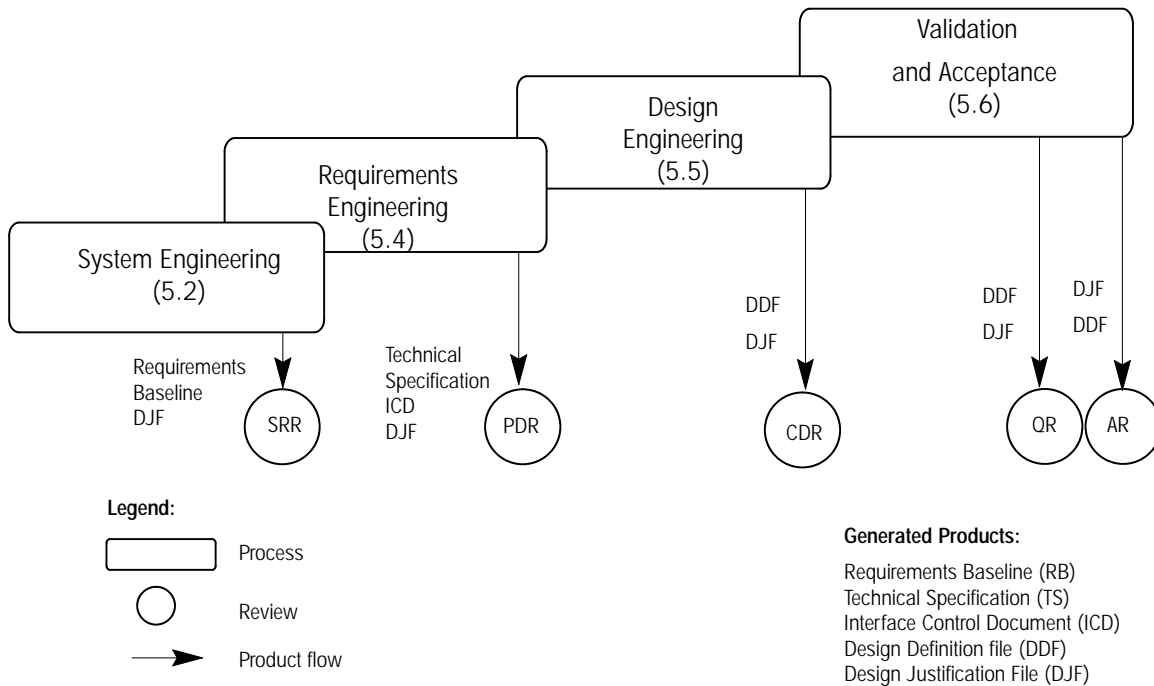 Validation
and Acceptance
(5.6)
Design
Engineering
(5.5)
Requirements
Engineering
(5.4)
System Engineering
(5.2)
Requirements
Baseline
DJF
SRR
Technical
Specification
ICD
DJF
PDR
DDF
DJF
CDR
DDF
DJF
QR
DJF
DDF
AR
Legend:
Process
Review
Product flow
Generated Products:
Requirements Baseline (RB)
Technical Specification (TS)
Interface Control Document (ICD)
Design Definition file (DDF)
Design Justification File (DJF)